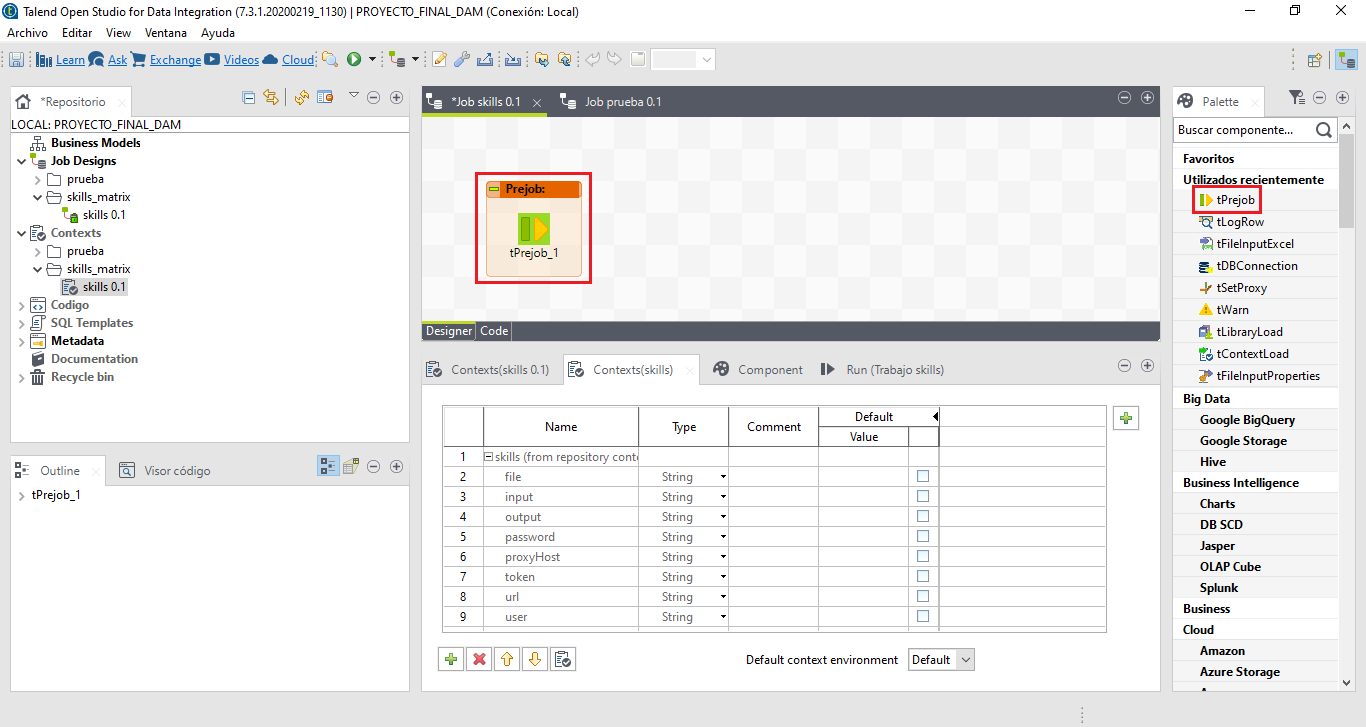 Talend Open Studio for Data Integration (7.3.1.20200219_1130) | PROYECTO_FINAL_DAM (Conexión: Local)
Archivo Editar View Ventana Ayuda
Learn Ask Exchange Videos Cloud
*Repositorio
LOCAL: PROYECTO_FINAL_DAM
Business Models
Job Designs
prueba
skills_matrix
skills 0.1
Contexts
prueba
skills_matrix
skills 0.1
Codigo
SQL Templates
Metadata
Documentation
Recycle bin
Outline Visor código
tPrejob_1
*Job skills 0.1 Job prueba 0.1
Prejob:
tPrejob_1
Designer Code
Contexts(skills 0.1) Contexts(skills) Component Run (Trabajo skills)
Name Type Comment Default
Value
1 skills (from repository conte
2 file String
3 input String
4 output String
5 password String
6 proxyHost String
7 token String
8 url String
9 user String
Default context environment Default
Palette
Buscar componente...
Favoritos
Utilizados recientemente
tPrejob
tLogRow
tFileInputExcel
tDBConnection
tSetProxy
tWarn
tLibraryLoad
tContextLoad
tFileInputProperties
Big Data
Google BigQuery
Google Storage
Hive
Business Intelligence
Charts
DB SCD
Jasper
OLAP Cube
Splunk
Business
Cloud
Amazon
Azure Storage